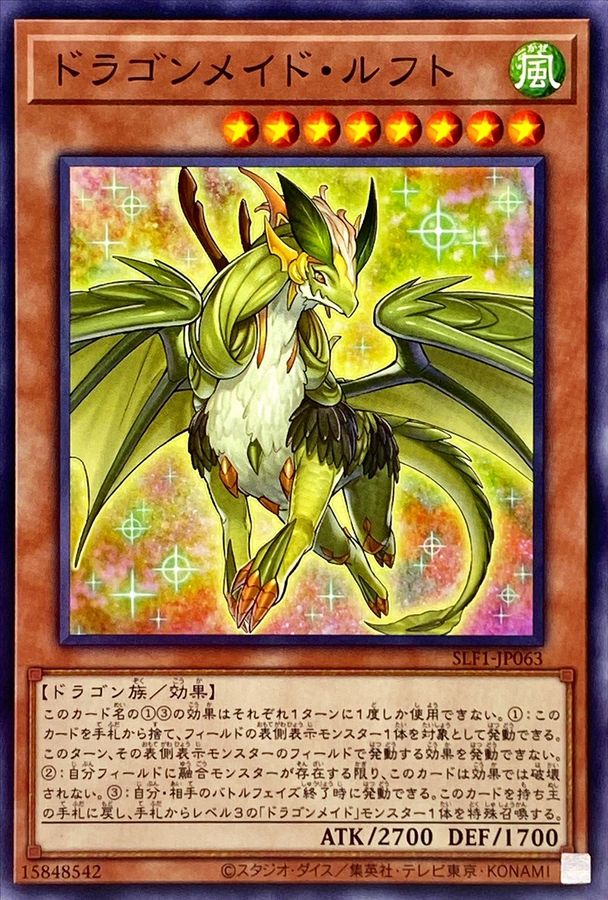 ドラゴンメイド・ルフト
風
SLF1-JP063
【ドラゴン族／効果】
このカード名の①③の効果はそれぞれ１ターンに１度しか使用できない。①：この
カードを手札から捨て、フィールドの表側表示モンスター１体を対象として発動できる。
このターン、その表側表示モンスターのフィールドで発動する効果を発動できない。
②：自分フィールドに融合モンスターが存在する限り、このカードは効果では破壊
されない。③：自分・相手のバトルフェイズ終了時に発動できる。このカードを持ち主
の手札に戻し、手札からレベル３の「ドラゴンメイド」モンスター１体を特殊召喚する。
ATK/2700 DEF/1700
15848542 ©スタジオ・ダイス／集英社・テレビ東京・KONAMI